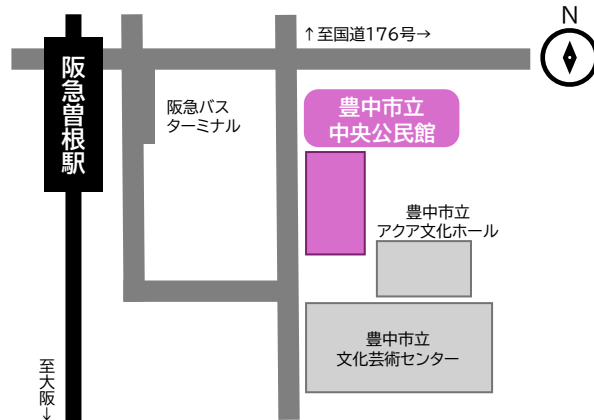 N
↑至国道176号→
阪急曽根駅
阪急バス
ターミナル
豊中市立
中央公民館
豊中市立
アクア文化ホール
豊中市立
文化芸術センター
至大阪↓